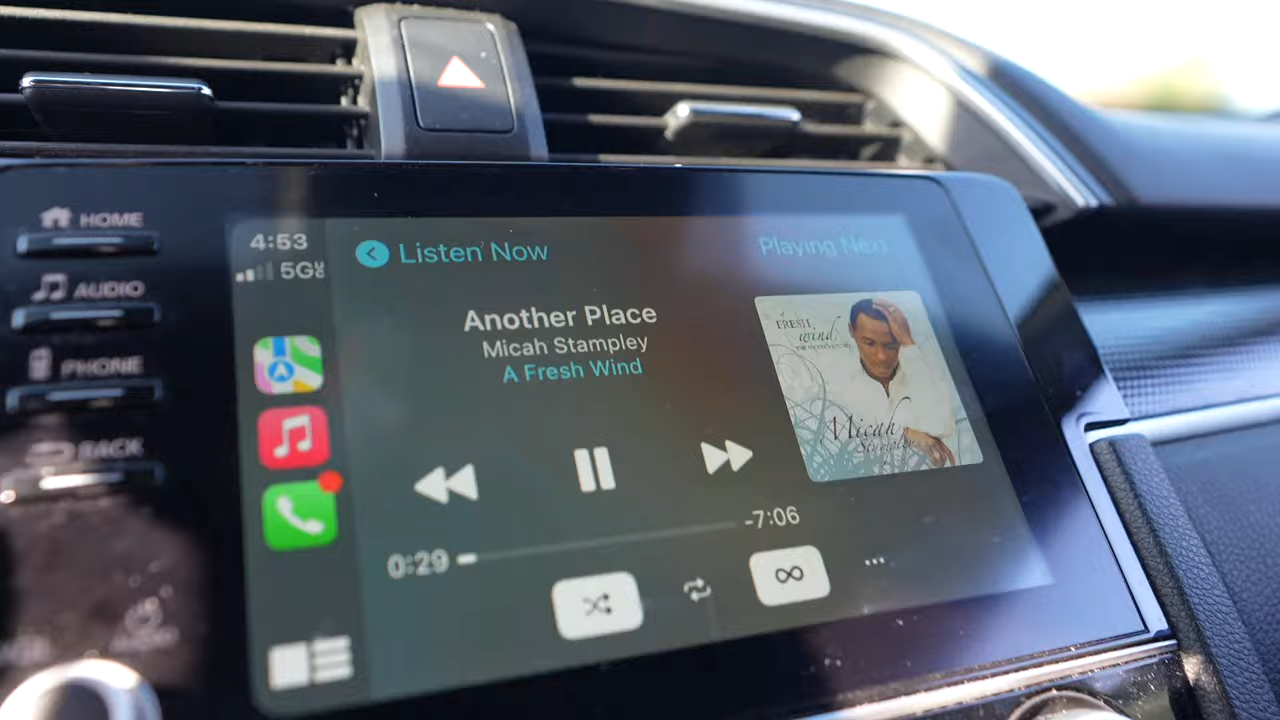 HOME
AUDIO
PHONE
BACK
4:53
5G
Listen Now
Playing Next
Another Place
Micah Stampley
A Fresh Wind
FRESH
wind
Micah
Stampley
0:29
-7:06